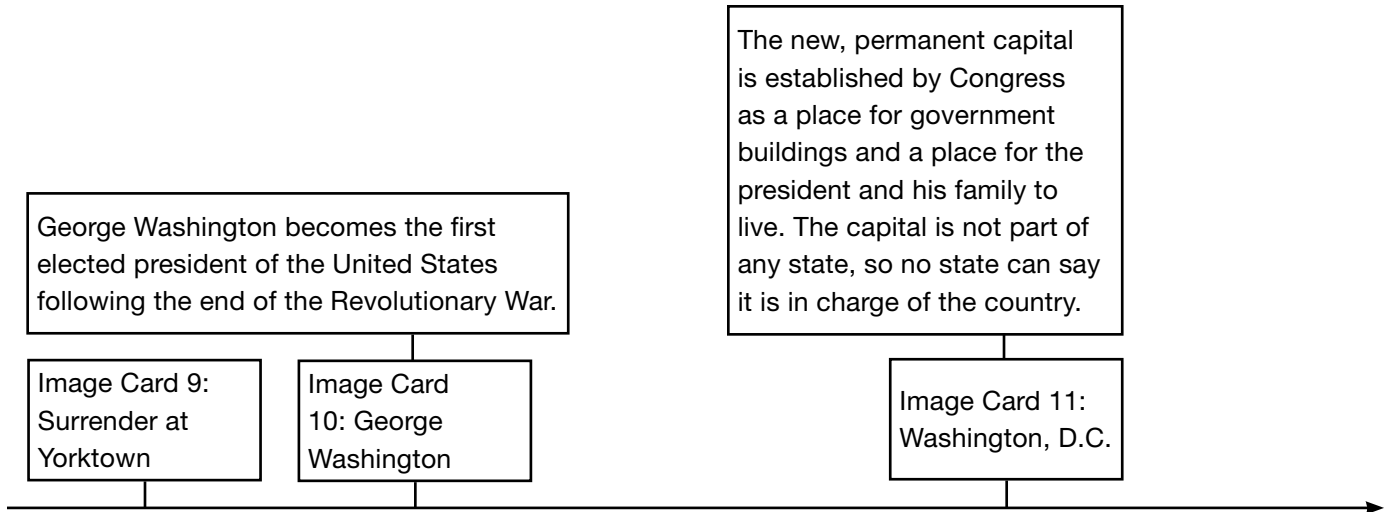 The new, permanent capital
is established by Congress
as a place for government
buildings and a place for the
president and his family to
live. The capital is not part of
any state, so no state can say
it is in charge of the country.
George Washington becomes the first
elected president of the United States
following the end of the Revolutionary War.
Image Card 9:
Surrender at
Yorktown
Image Card
10: George
Washington
Image Card 11:
Washington, D.C.